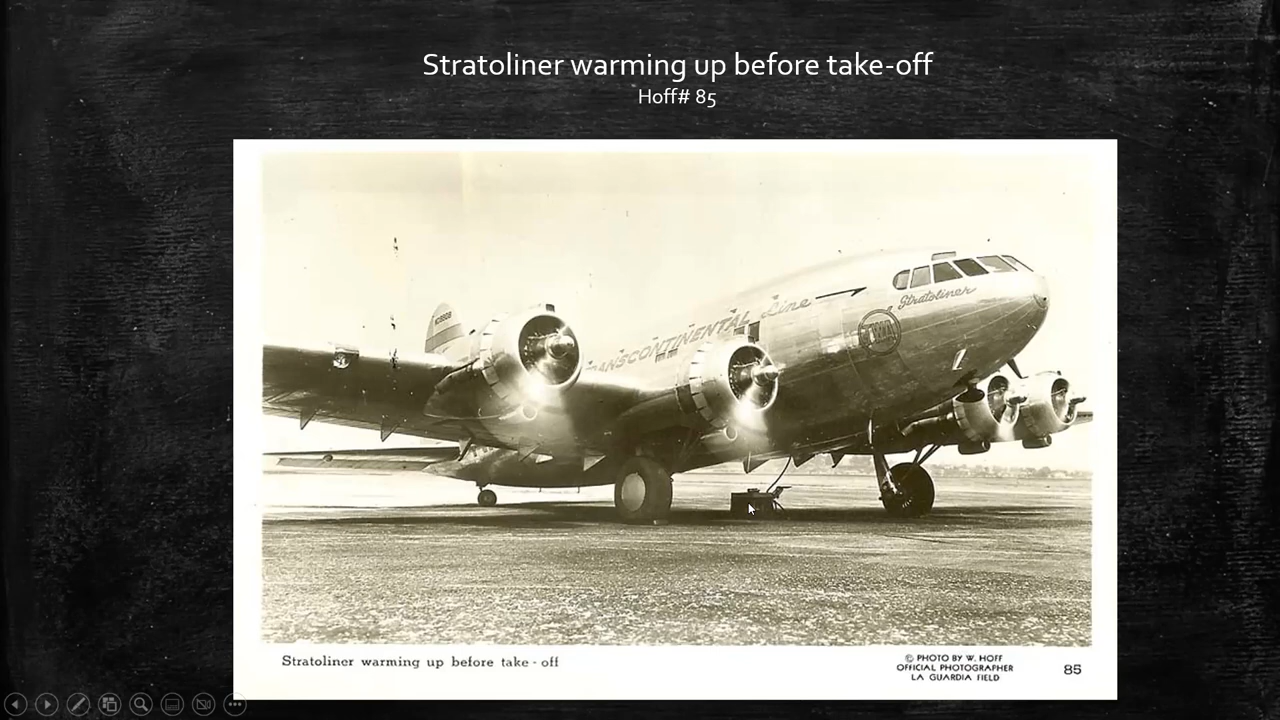 Stratoliner warming up before take-off
Hoff# 85
TRANSCONTINENTAL Line
Stratoliner
TWA
Stratoliner warming up before take - off
© PHOTO BY W. HOFF
OFFICIAL PHOTOGRAPHER
LA GUARDIA FIELD
85